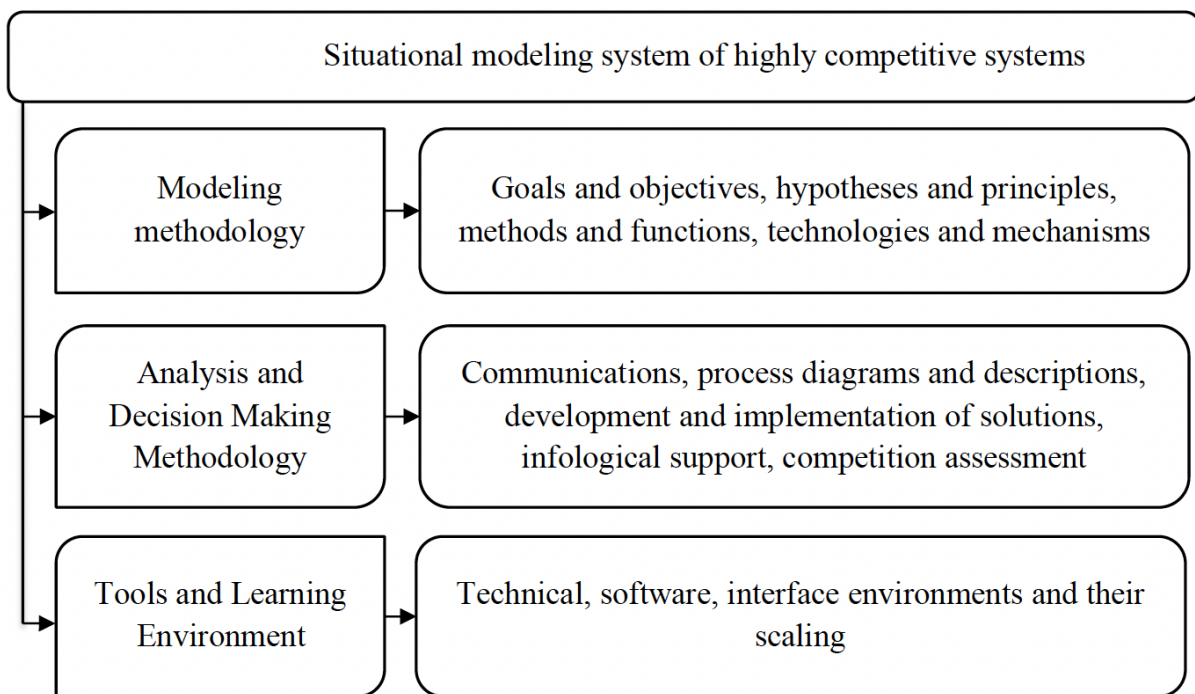 Situational modeling system of highly competitive systems
Modeling
methodology
Goals and objectives, hypotheses and principles,
methods and functions, technologies and mechanisms
Analysis and
Decision Making
Methodology
Communications, process diagrams and descriptions,
development and implementation of solutions,
infological support, competition assessment
Tools and Learning
Environment
Technical, software, interface environments and their
scaling